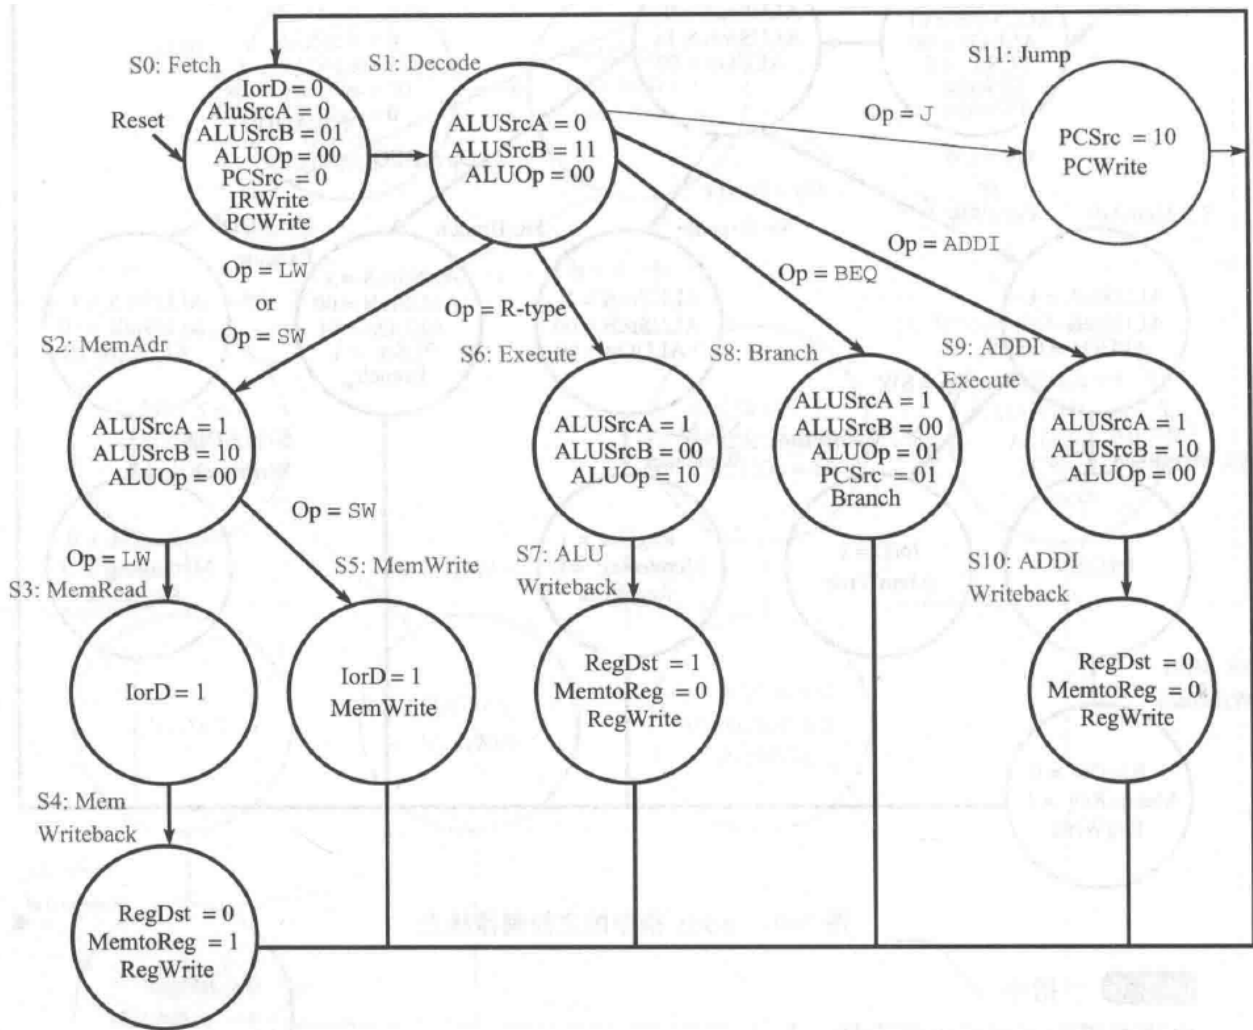 S0: Fetch
Reset
IorD = 0
AluSrcA = 0
ALUSrcB = 01
ALUOp = 00
PCSrc = 0
IRWrite
PCWrite
S1: Decode
ALUSrcA = 0
ALUSrcB = 11
ALUOp = 00
S11: Jump
Op = J
PCSrc = 10
PCWrite
Op = ADDI
Op = BEQ
Op = R-type
Op = LW
or
Op = SW
S2: MemAdr
ALUSrcA = 1
ALUSrcB = 10
ALUOp = 00
S6: Execute
ALUSrcA = 1
ALUSrcB = 00
ALUOp = 10
S8: Branch
ALUSrcA = 1
ALUSrcB = 00
ALUOp = 01
PCSrc = 01
Branch
S9: ADDI
Execute
ALUSrcA = 1
ALUSrcB = 10
ALUOp = 00
Op = LW
Op = SW
S3: MemRead
IorD = 1
S5: MemWrite
IorD = 1
MemWrite
S7: ALU
Writeback
RegDst = 1
MemtoReg = 0
RegWrite
S10: ADDI
Writeback
RegDst = 0
MemtoReg = 0
RegWrite
S4: Mem
Writeback
RegDst = 0
MemtoReg = 1
RegWrite